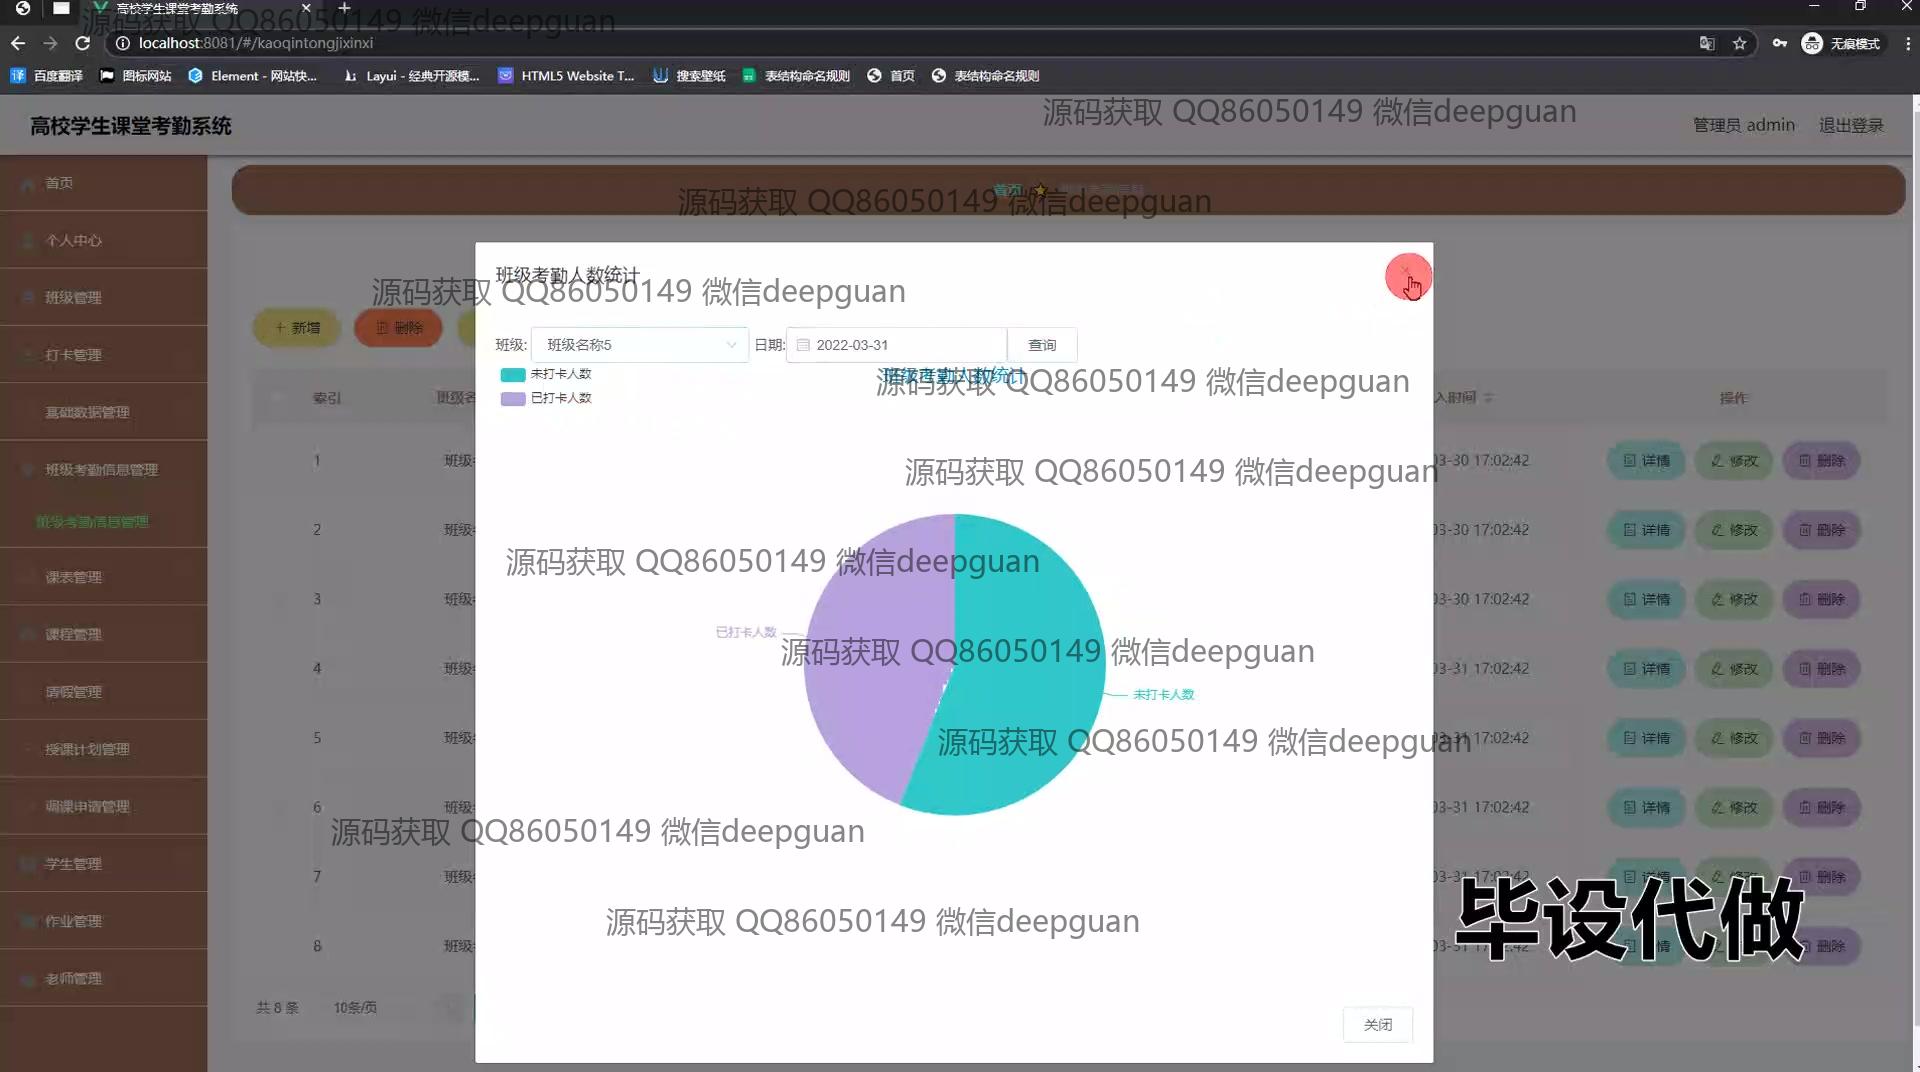 高校学生课堂考勤系统
源码获取 QQ86050149 微信deepguan
localhost:8081/#/kaoqintongjixinxi
无痕模式
百度翻译 图标网站 Element - 网站快... Layui - 经典开源模... HTML5 Website T... 搜索壁纸 表结构命名规则 首页 表结构命名规则
源码获取 QQ86050149 微信deepguan
高校学生课堂考勤系统
管理员 admin 退出登录
首页
首页
源码获取 QQ86050149 微信deepguan
个人中心
班级管理
打卡管理
基础数据管理
班级考勤信息管理
班级考勤信息管理
课表管理
课程管理
请假管理
授课计划管理
调课申请管理
学生管理
作业管理
老师管理
班级考勤人数统计
源码获取 QQ86050149 微信deepguan
+ 新增 删除
班级: 班级名称5 日期: 2022-03-31 查询
未打卡人数
班级考勤人数统计
源码获取 QQ86050149 微信deepguan
已打卡人数
索引 班级名 入时间 操作
1 班级 03-30 17:02:42 详情 修改 删除
源码获取 QQ86050149 微信deepguan
2 班级 03-30 17:02:42 详情 修改 删除
源码获取 QQ86050149 微信deepguan
3 班级 03-30 17:02:42 详情 修改 删除
已打卡人数
源码获取 QQ86050149 微信deepguan
4 班级 03-31 17:02:42 详情 修改 删除
未打卡人数
5 班级 03-31 17:02:42 详情 修改 删除
源码获取 QQ86050149 微信deepguan
6 班级 03-31 17:02:42 详情 修改 删除
源码获取 QQ86050149 微信deepguan
7 班级 03-31 17:02:42 详情 修改 删除
源码获取 QQ86050149 微信deepguan
毕设代做
8 班级 03-31 17:02:42 详情 删除
共 8 条 10条/页
关闭